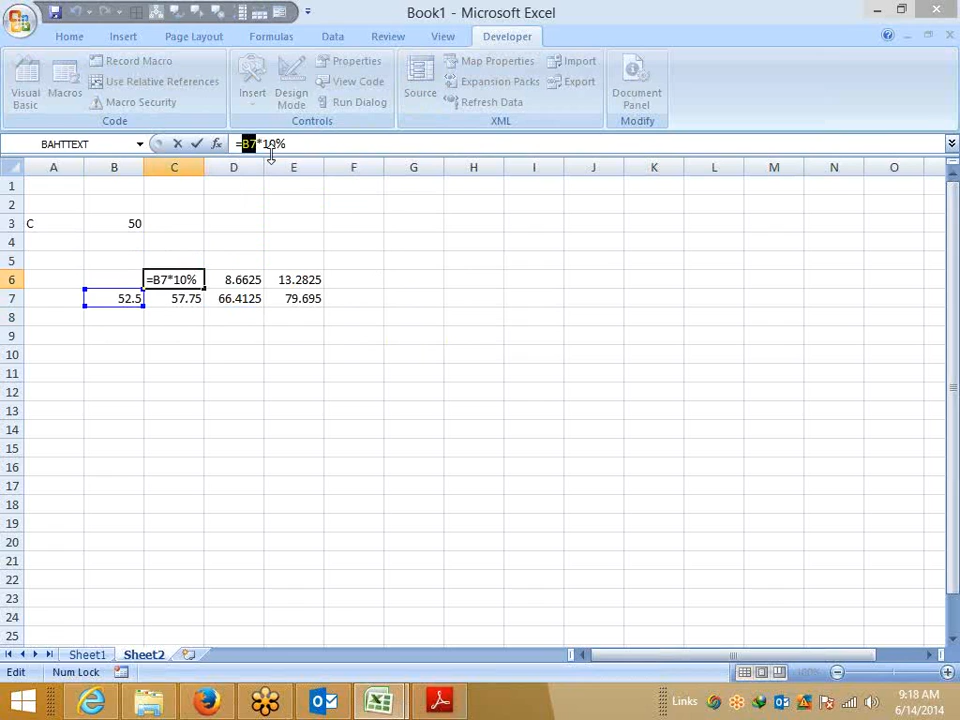 Book1 - Microsoft Excel
Home Insert Page Layout Formulas Data Review View Developer
Visual Basic
Macros
Record Macro
Use Relative References
Macro Security
Code
Insert
Design Mode
Properties
View Code
Run Dialog
Controls
Source
Map Properties
Expansion Packs
Refresh Data
Import
Export
XML
Document Panel
Modify
BAHTTEXT fx =B7*10%
A B C D E F G H I J K L M N O
1
2
3 C 50
4
5
6 =B7*10% 8.6625 13.2825
7 52.5 57.75 66.4125 79.695
8
9
10
11
12
13
14
15
16
17
18
19
20
21
22
23
24
25
Sheet1 Sheet2
Edit Num Lock 100%
Links 9:18 AM
6/14/2014